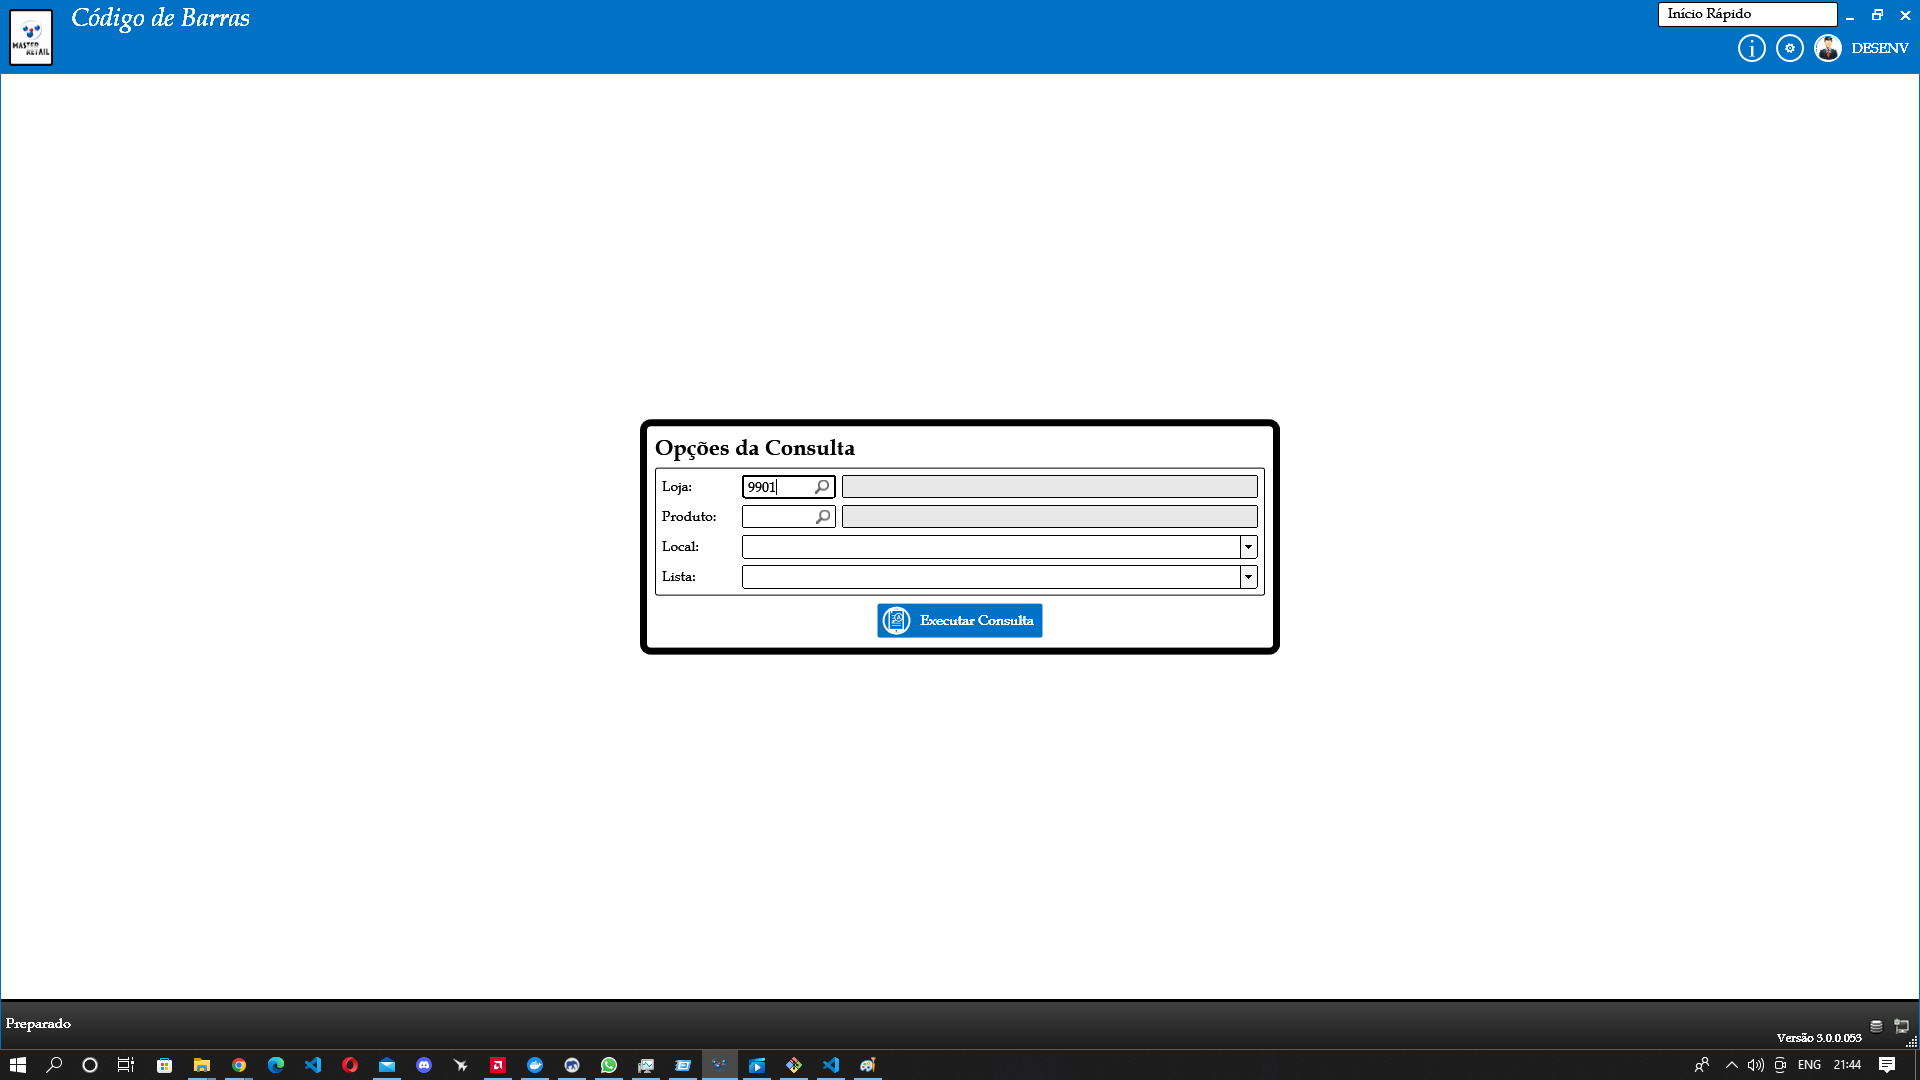 Código de Barras
Início Rápido
MASTER
RETAIL
DESENV
Opções da Consulta
Loja:
9901
Produto:
Local:
Lista:
Executar Consulta
Preparado
Versão 3.0.0.053
ENG
21:44